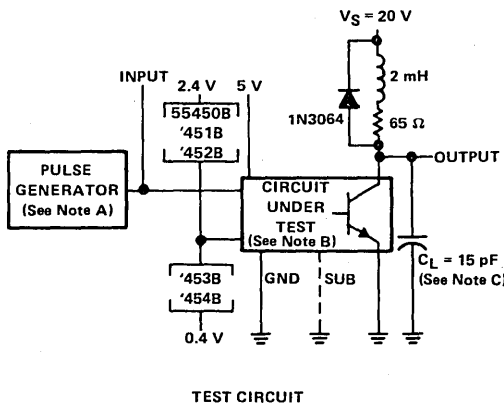 VS = 20 V
INPUT
2.4 V
5 V
2 mH
55450B
'451B
'452B
1N3064
65 Ω
OUTPUT
PULSE
GENERATOR
(See Note A)
CIRCUIT
UNDER
TEST
(See Note B)
CL = 15 pF
(See Note C)
'453B
'454B
GND
SUB
0.4 V
TEST CIRCUIT